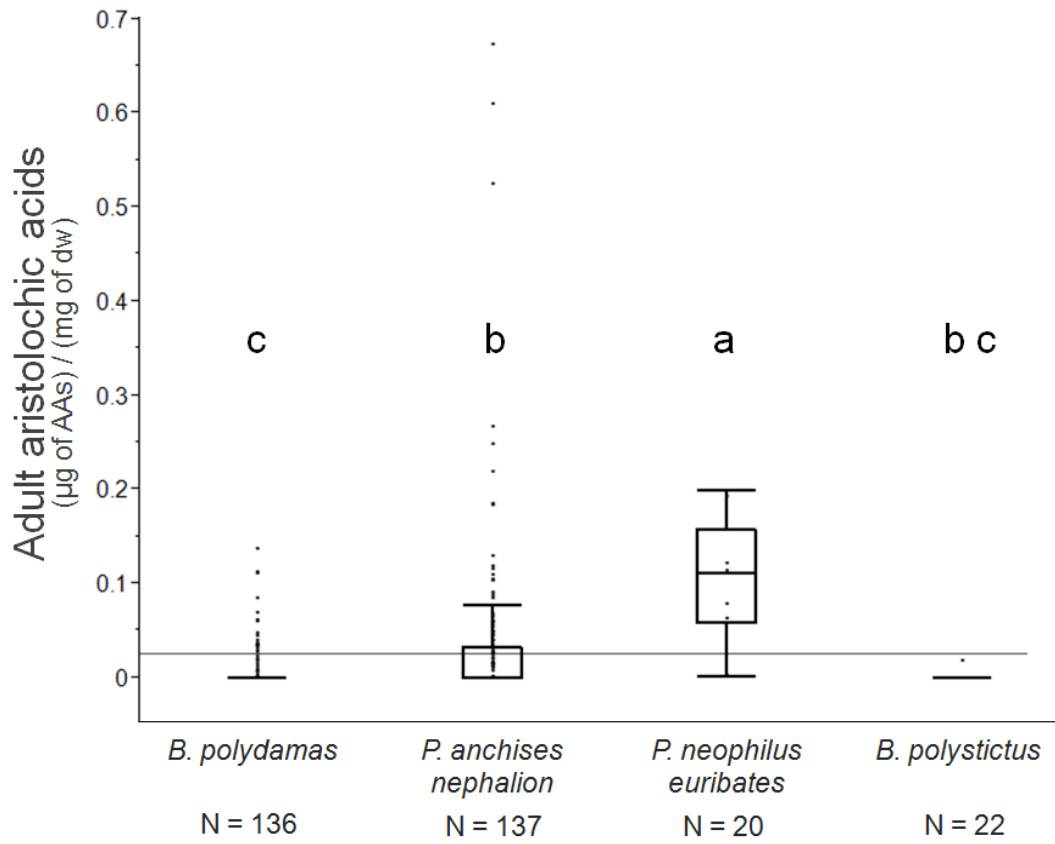 Adult aristolochic acids
(µg of AAs) / (mg of dw)
0.7
0.6
0.5
0.4
0.3
0.2
0.1
0
c b a b c
B. polydamas
P. anchises
nephalion
P. neophilus
euribates
B. polystictus
N = 136
N = 137
N = 20
N = 22